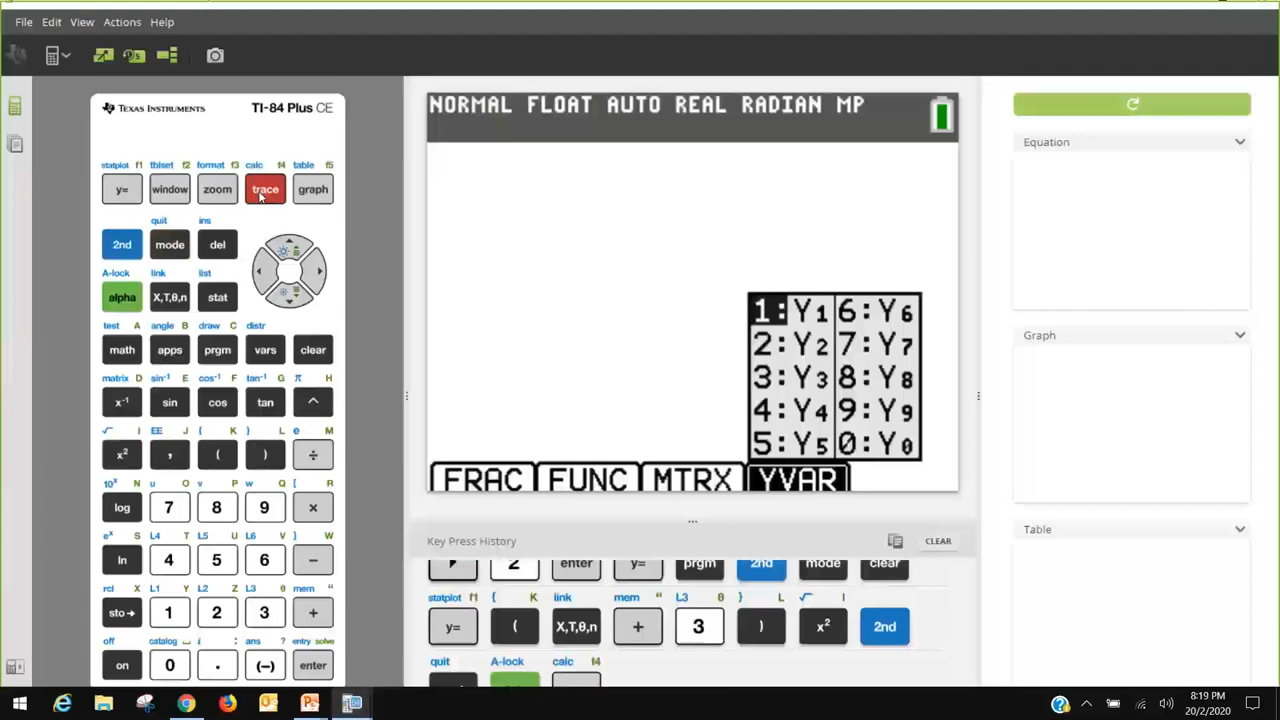 File Edit View Actions Help
TEXAS INSTRUMENTS TI-84 Plus CE
statplot f1 tblset f2 format f3 calc f4 table f5
y= window zoom trace graph
quit ins
2nd mode del
A-lock link list
alpha X,T,θ,n stat
test A angle B draw C distr
math apps prgm vars clear
matrix D sin⁻¹ E cos⁻¹ F tan⁻¹ G π H
x⁻¹ sin cos tan ^
√ I EE J { K } L e M
x² , ( ) ÷
10ˣ N u O v P w Q [ R
log 7 8 9 ×
eˣ S L4 T L5 U L6 V ] W
ln 4 5 6 −
rcl X L1 Y L2 Z L3 θ mem "
sto→ 1 2 3 +
off catalog i : ans ? entry solve
on 0 . (−) enter
NORMAL FLOAT AUTO REAL RADIAN MP
1:Y₁ 6:Y₆
2:Y₂ 7:Y₇
3:Y₃ 8:Y₈
4:Y₄ 9:Y₉
5:Y₅ 0:Y₀
FRAC FUNC MTRX YVAR
Key Press History CLEAR
2 enter y= prgm 2nd mode clear
statplot f1 { K link mem " L3 θ } L √ I
y= ( X,T,θ,n + 3 ) x² 2nd
quit A-lock calc f4
Equation
Graph
Table
8:19 PM
20/2/2020